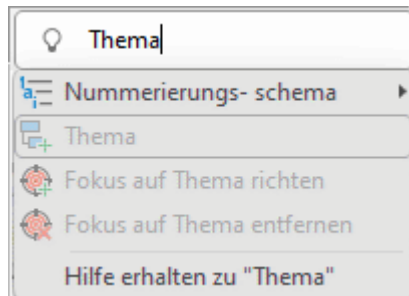 Thema
Nummerierungs- schema
Thema
Fokus auf Thema richten
Fokus auf Thema entfernen
Hilfe erhalten zu "Thema"